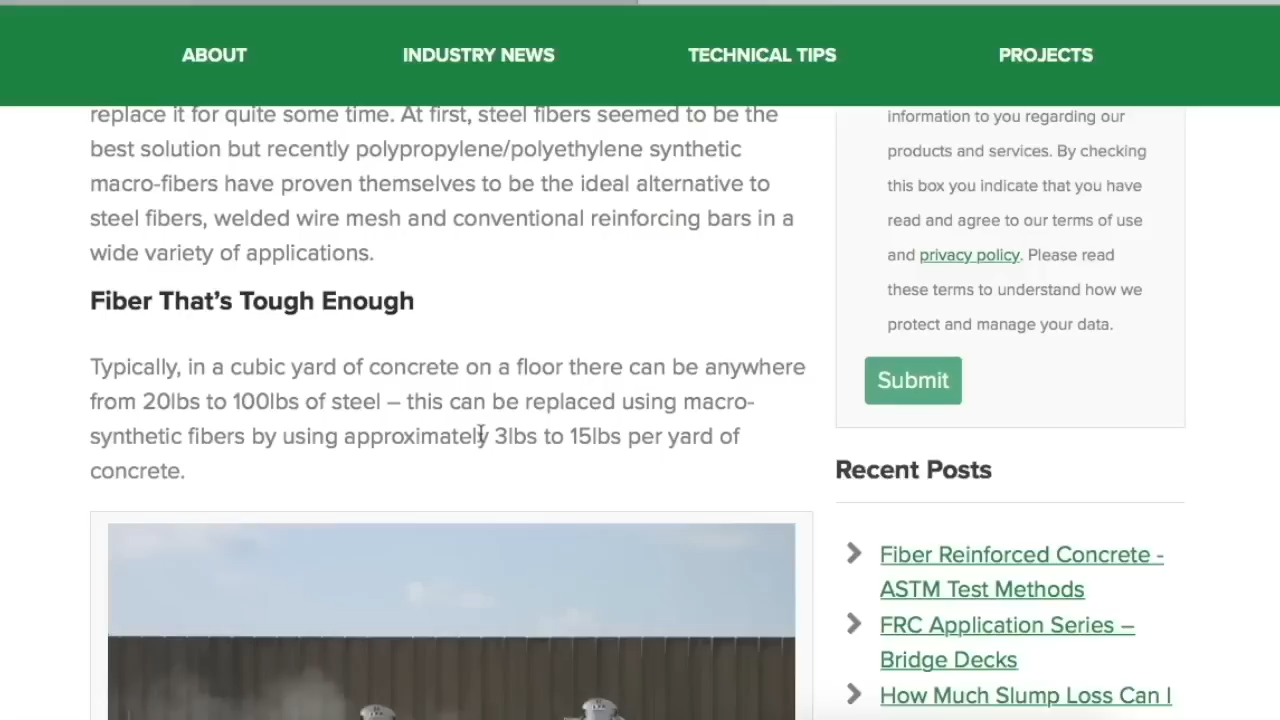 ABOUT
INDUSTRY NEWS
TECHNICAL TIPS
PROJECTS
replace it for quite some time. At first, steel fibers seemed to be the
best solution but recently polypropylene/polyethylene synthetic
macro-fibers have proven themselves to be the ideal alternative to
steel fibers, welded wire mesh and conventional reinforcing bars in a
wide variety of applications.
Fiber That’s Tough Enough
Typically, in a cubic yard of concrete on a floor there can be anywhere
from 20lbs to 100lbs of steel – this can be replaced using macro-
synthetic fibers by using approximately 3lbs to 15lbs per yard of
concrete.
information to you regarding our
products and services. By checking
this box you indicate that you have
read and agree to our terms of use
and privacy policy. Please read
these terms to understand how we
protect and manage your data.
Submit
Recent Posts
Fiber Reinforced Concrete -
ASTM Test Methods
FRC Application Series –
Bridge Decks
How Much Slump Loss Can I